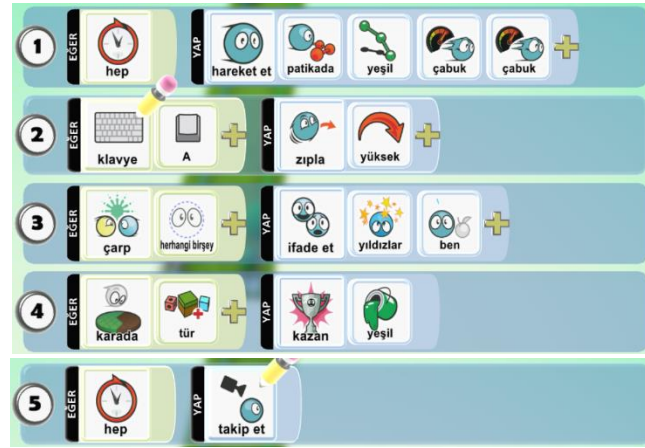 1 EĞER hep YAP hareket et patikada yeşil çabuk çabuk
2 EĞER klavye A YAP zıpla yüksek
3 EĞER çarp herhangi birşey YAP ifade et yıldızlar ben
4 EĞER karada tür YAP kazan yeşil
5 EĞER hep YAP takip et